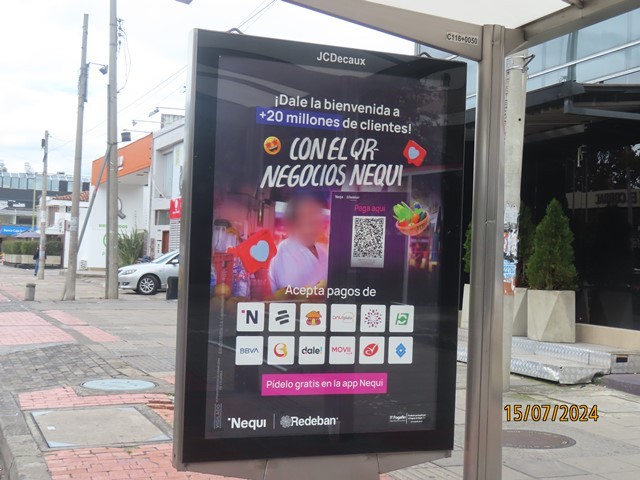 C116-0050
JCDecaux
¡Dale la bienvenida a
+20 millones de clientes!
CON EL QR
NEGOCIOS NEQUI
Paga aquí
Acepta pagos de
N
BBVA
dale!
MOVIL
Pídelo gratis en la app Nequi
Nequi Redeban
15/07/2024